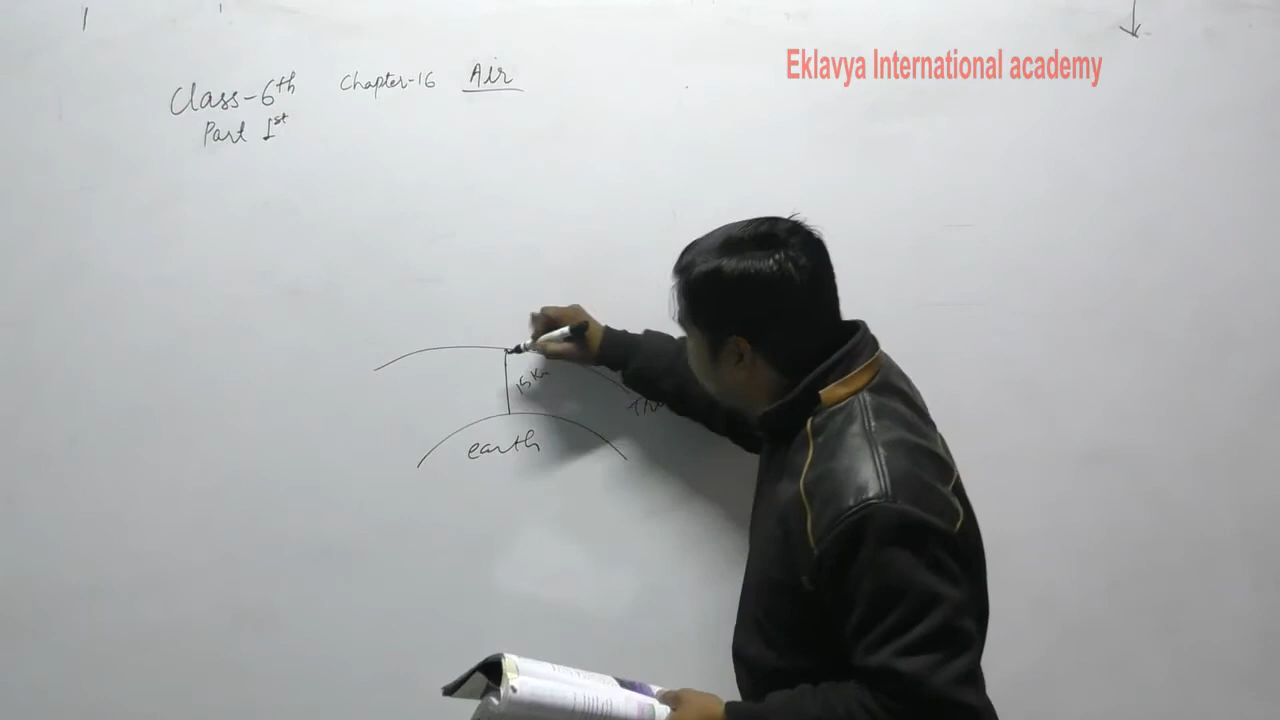 Eklavya International academy
Class-6th Chapter-16 Air
Part 1st
15 Km
earth